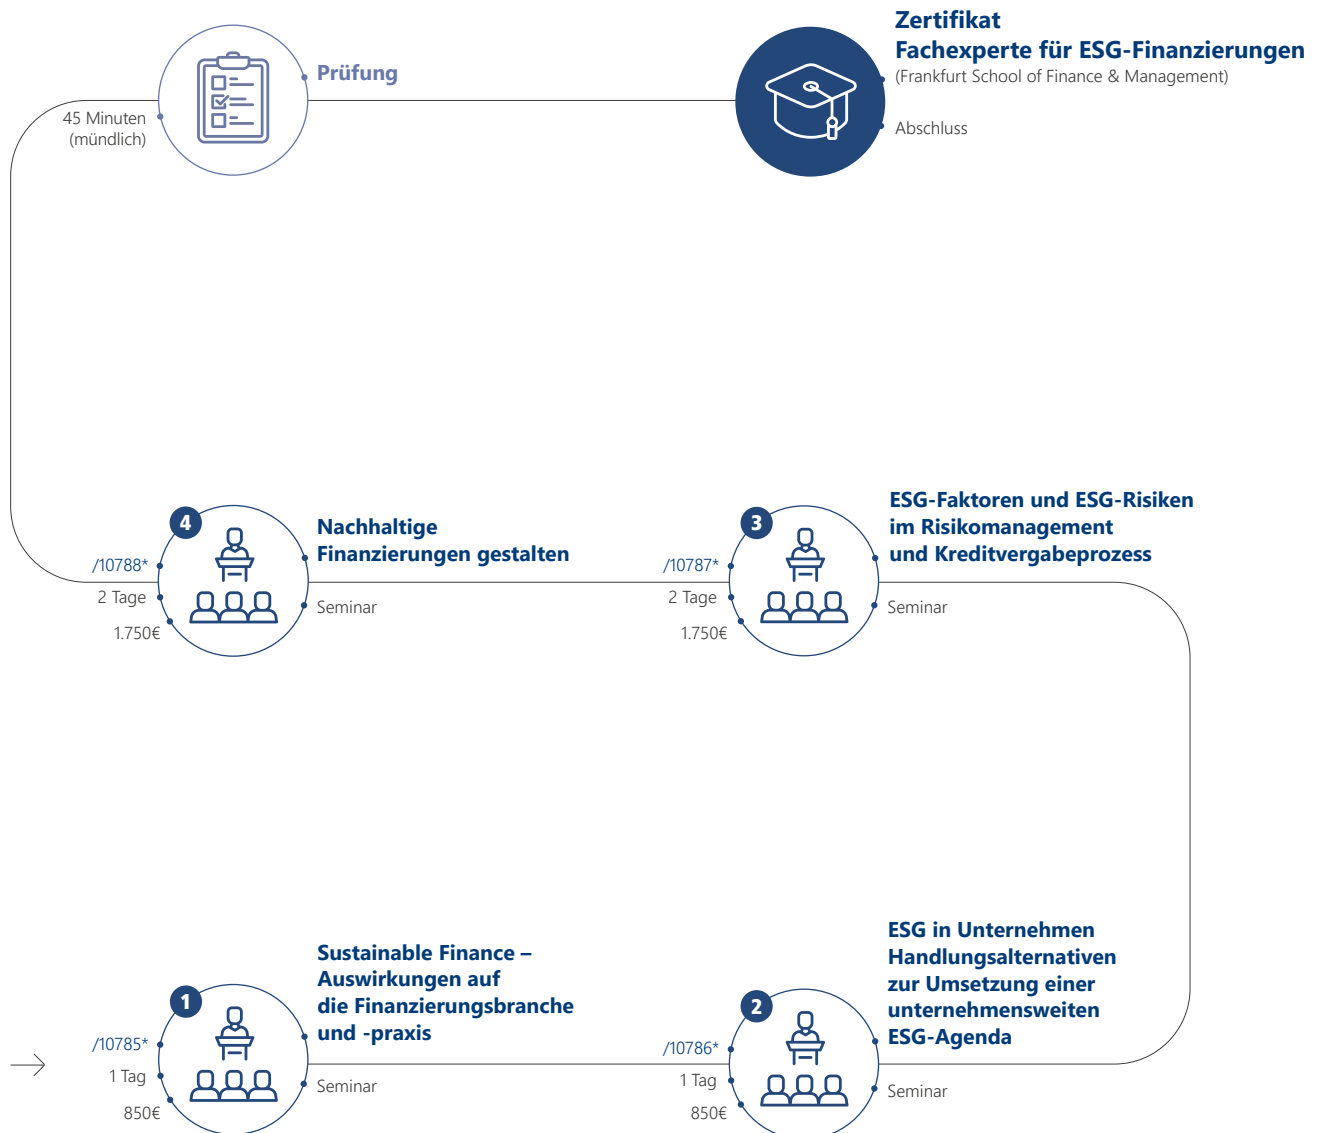 Zertifikat
Fachexperte für ESG-Finanzierungen
(Frankfurt School of Finance & Management)
Abschluss
Prüfung
45 Minuten
(mündlich)
4
Nachhaltige
Finanzierungen gestalten
/10788*
2 Tage
1.750€
Seminar
3
ESG-Faktoren und ESG-Risiken
im Risikomanagement
und Kreditvergabeprozess
/10787*
2 Tage
1.750€
Seminar
1
Sustainable Finance –
Auswirkungen auf
die Finanzierungsbranche
und -praxis
/10785*
1 Tag
850€
Seminar
2
ESG in Unternehmen
Handlungsalternativen
zur Umsetzung einer
unternehmensweiten
ESG-Agenda
/10786*
1 Tag
850€
Seminar